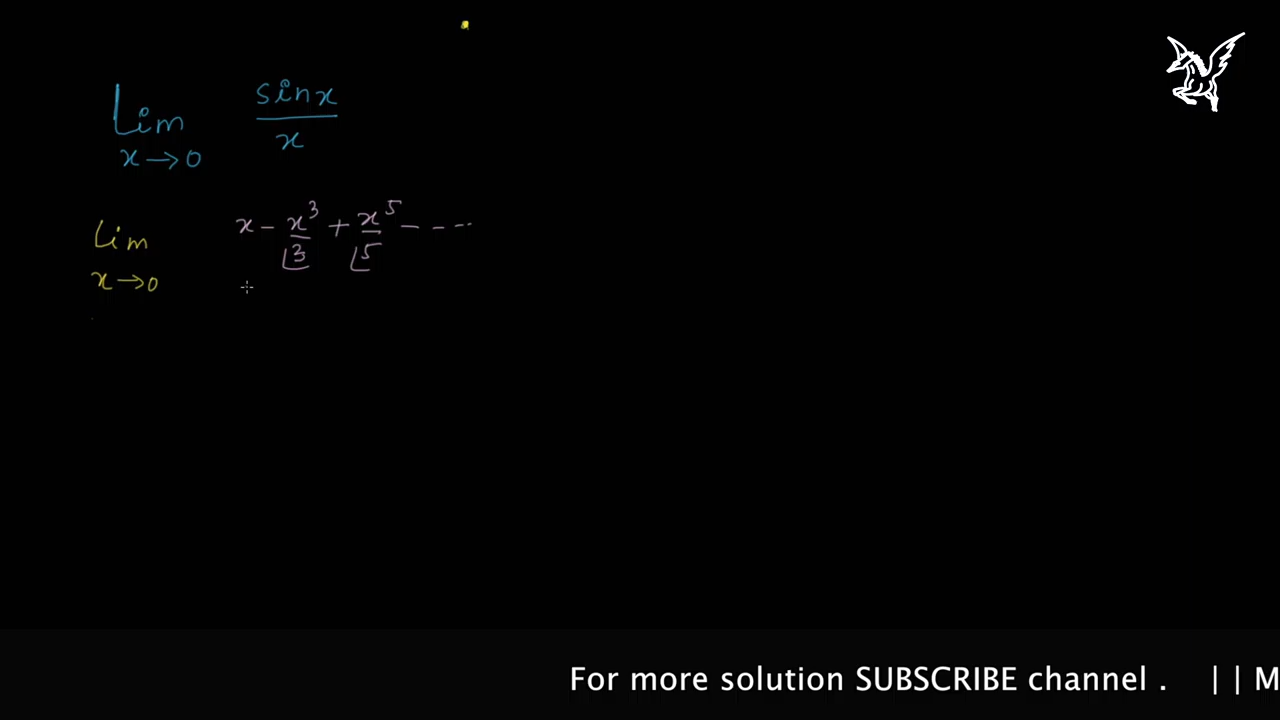 Lim sinx
x→0 x
Lim x - x³ + x⁵ - - - -
x→0 ⌊3 ⌊5
For more solution SUBSCRIBE channel . | | M